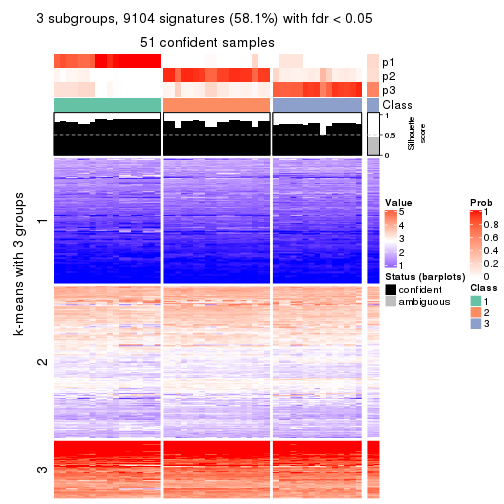 3 subgroups, 9104 signatures (58.1%) with fdr < 0.05
51 confident samples
p1
p2
p3
Class
1
0.5
0
Silhouette
score
k-means with 3 groups
1
2
3
Value
5
4
3
2
1
Status (barplots)
confident
ambiguous
Prob
1
0.8
0.6
0.4
0.2
0
Class
1
2
3